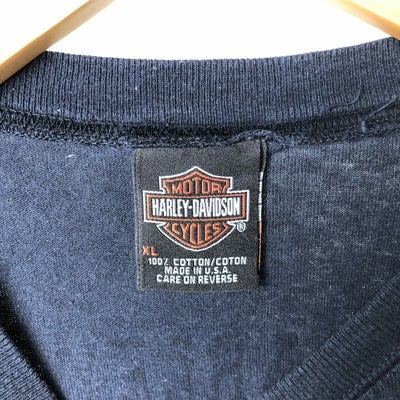 MOTOR
HARLEY-DAVIDSON
CYCLES ®
XL
100% COTTON/COTON
MADE IN U.S.A.
CARE ON REVERSE